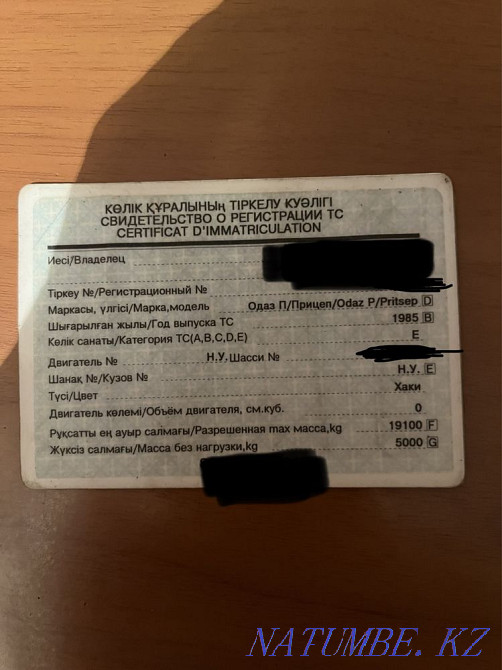 КӨЛІК ҚҰРАЛЫНЫҢ ТІРКЕЛУ КУӘЛІГІ
СВИДЕТЕЛЬСТВО О РЕГИСТРАЦИИ ТС
CERTIFICAT D'IMMATRICULATION
Иесі/Владелец
Тіркеу №/Регистрационный №
Маркасы, үлгісі/Марка,модель Одаз П/Прицеп/Odaz P/Pritsep D
Шығарылған жылы/Год выпуска ТС 1985 B
Көлік санаты/Категория ТС(A,B,C,D,E) E
Двигатель № Н.У. Шасси №
Шанақ №/Кузов № Н.У. E
Түсі/Цвет Хаки
Двигатель көлемі/Объём двигателя, см.куб. 0
Рұқсатты ең ауыр салмағы/Разрешенная max масса,kg 19100 F
Жүксіз салмағы/Масса без нагрузки,kg 5000 G
NATUMBE. KZ